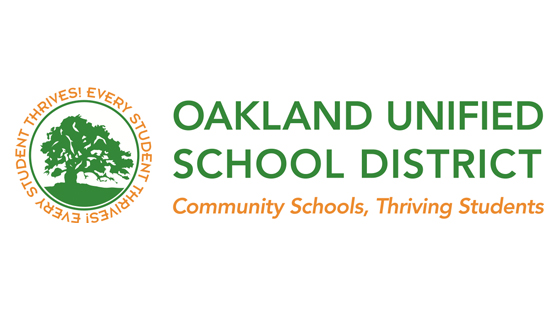 EVERY STUDENT THRIVES! EVERY STUDENT THRIVES!
OAKLAND UNIFIED
SCHOOL DISTRICT
Community Schools, Thriving Students